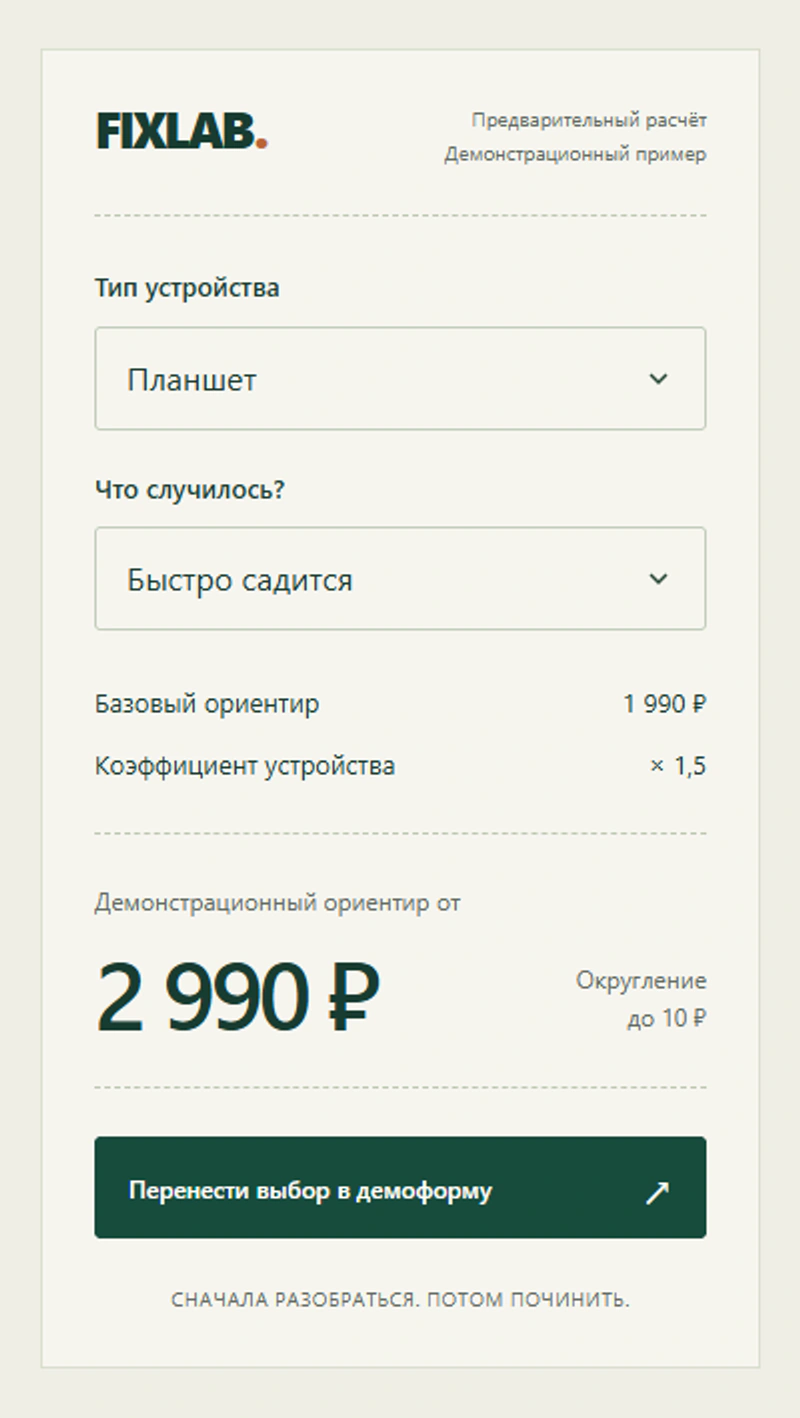 FIXLAB.
Предварительный расчёт
Демонстрационный пример
Тип устройства
Планшет
Что случилось?
Быстро садится
Базовый ориентир 1 990 ₽
Коэффициент устройства × 1,5
Демонстрационный ориентир от
2 990 ₽
Округление
до 10 ₽
Перенести выбор в демоформу ↗
СНАЧАЛА РАЗОБРАТЬСЯ. ПОТОМ ПОЧИНИТЬ.